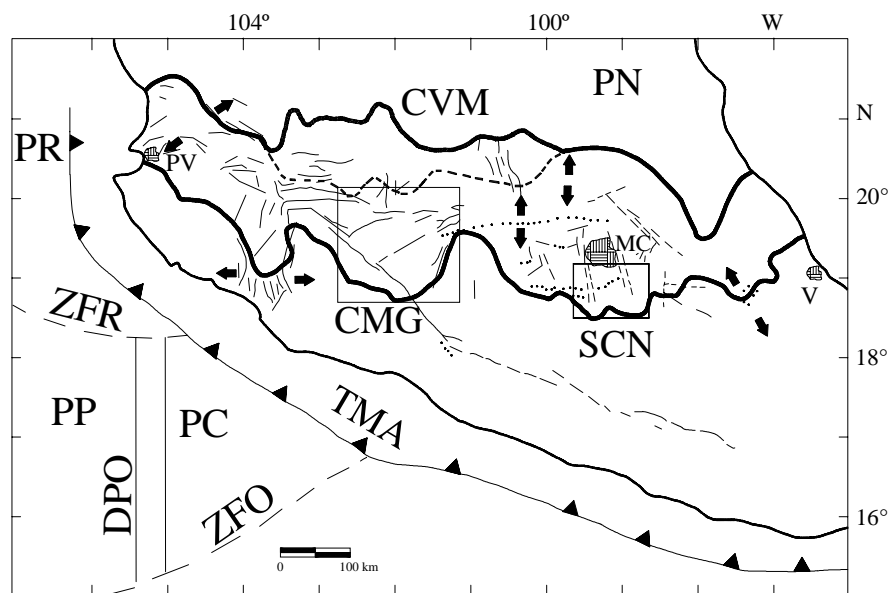 104º 100º W
CVM
PN
N
PR
PV
20°
MC
V
ZFR
CMG
SCN
18°
PP
PC
TMA
DPO
ZFO
16°
0 100 km